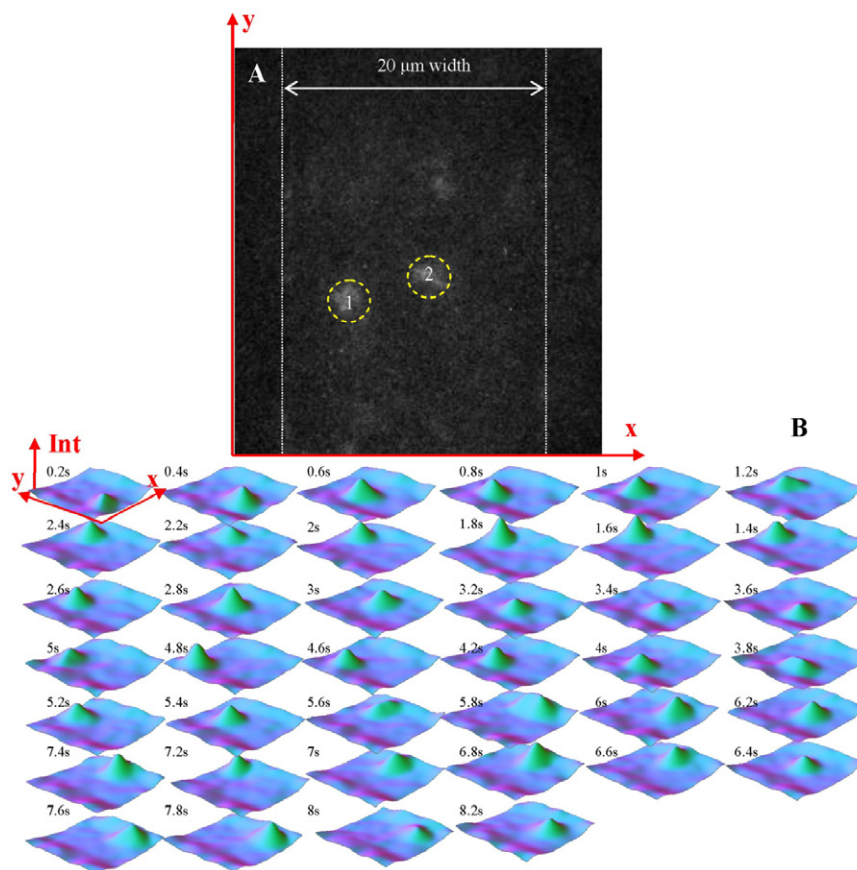 y
A
20 μm width
1
2
x
B
Int
y
x
0.2s 0.4s 0.6s 0.8s 1s 1.2s
2.4s 2.2s 2s 1.8s 1.6s 1.4s
2.6s 2.8s 3s 3.2s 3.4s 3.6s
5s 4.8s 4.6s 4.2s 4s 3.8s
5.2s 5.4s 5.6s 5.8s 6s 6.2s
7.4s 7.2s 7s 6.8s 6.6s 6.4s
7.6s 7.8s 8s 8.2s